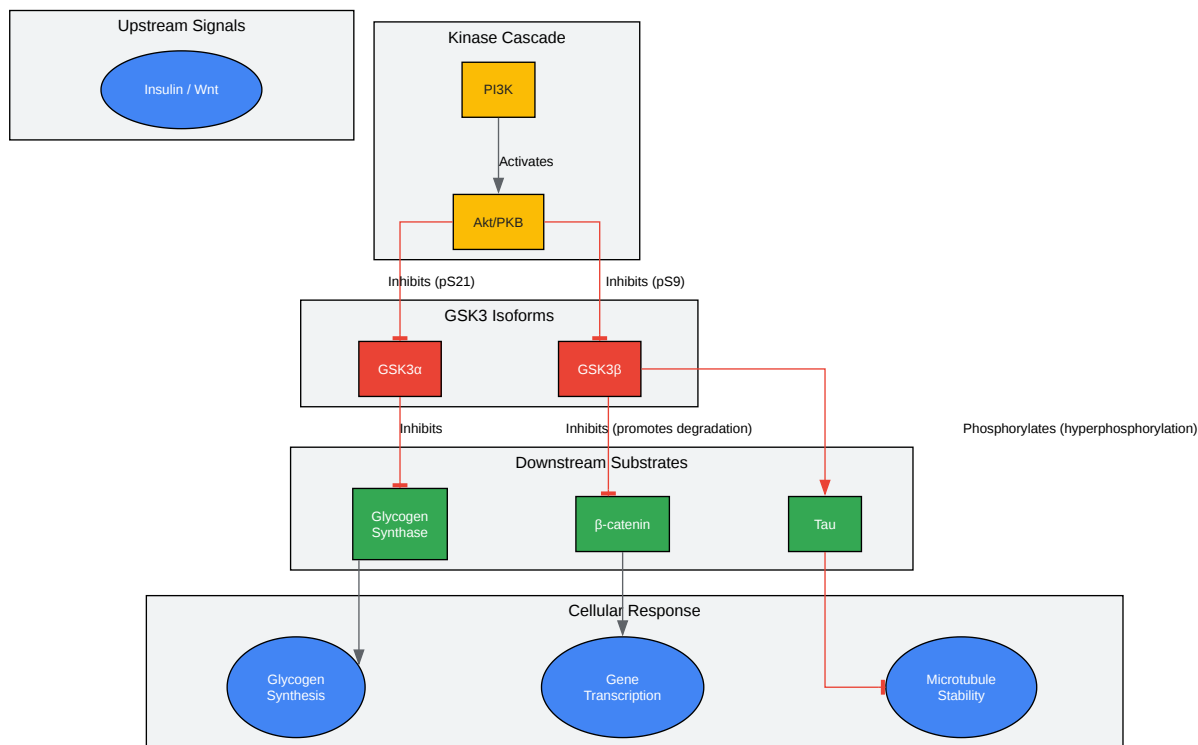 Upstream Signals
Insulin / Wnt
Kinase Cascade
PI3K
Activates
Akt/PKB
Inhibits (pS21)
Inhibits (pS9)
GSK3 Isoforms
GSK3α
GSK3β
Inhibits
Inhibits (promotes degradation)
Phosphorylates (hyperphosphorylation)
Downstream Substrates
Glycogen
Synthase
β-catenin
Tau
Cellular Response
Glycogen
Synthesis
Gene
Transcription
Microtubule
Stability